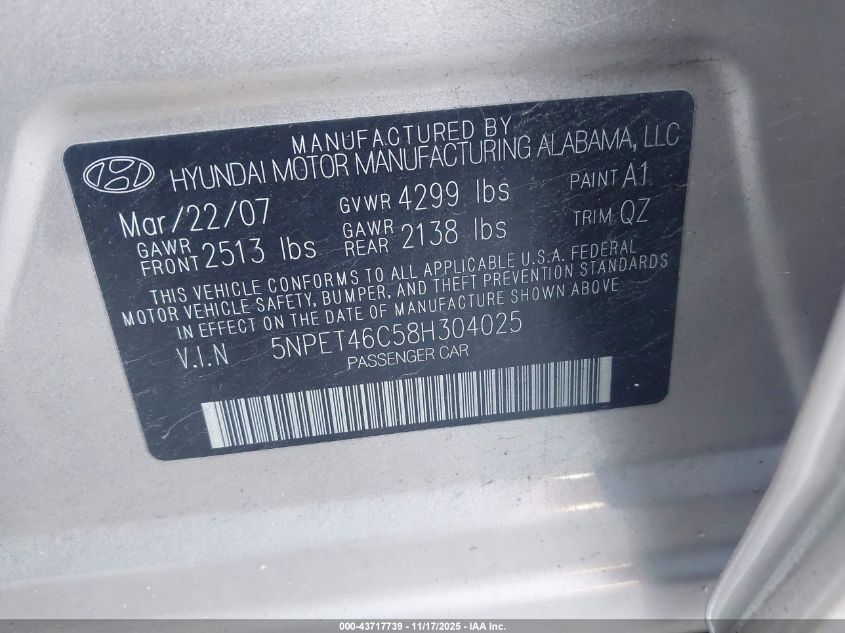 MANUFACTURED BY
HYUNDAI MOTOR MANUFACTURING ALABAMA, LLC
Mar/22/07 GVWR 4299 lbs PAINT A1
GAWR FRONT 2513 lbs GAWR REAR 2138 lbs TRIM QZ
THIS VEHICLE CONFORMS TO ALL APPLICABLE U.S.A. FEDERAL
MOTOR VEHICLE SAFETY, BUMPER, AND THEFT PREVENTION STANDARDS
IN EFFECT ON THE DATE OF MANUFACTURE SHOWN ABOVE
V.I.N 5NPET46C58H304025
PASSENGER CAR
000-43717739 - 11/17/2025 - IAA Inc.